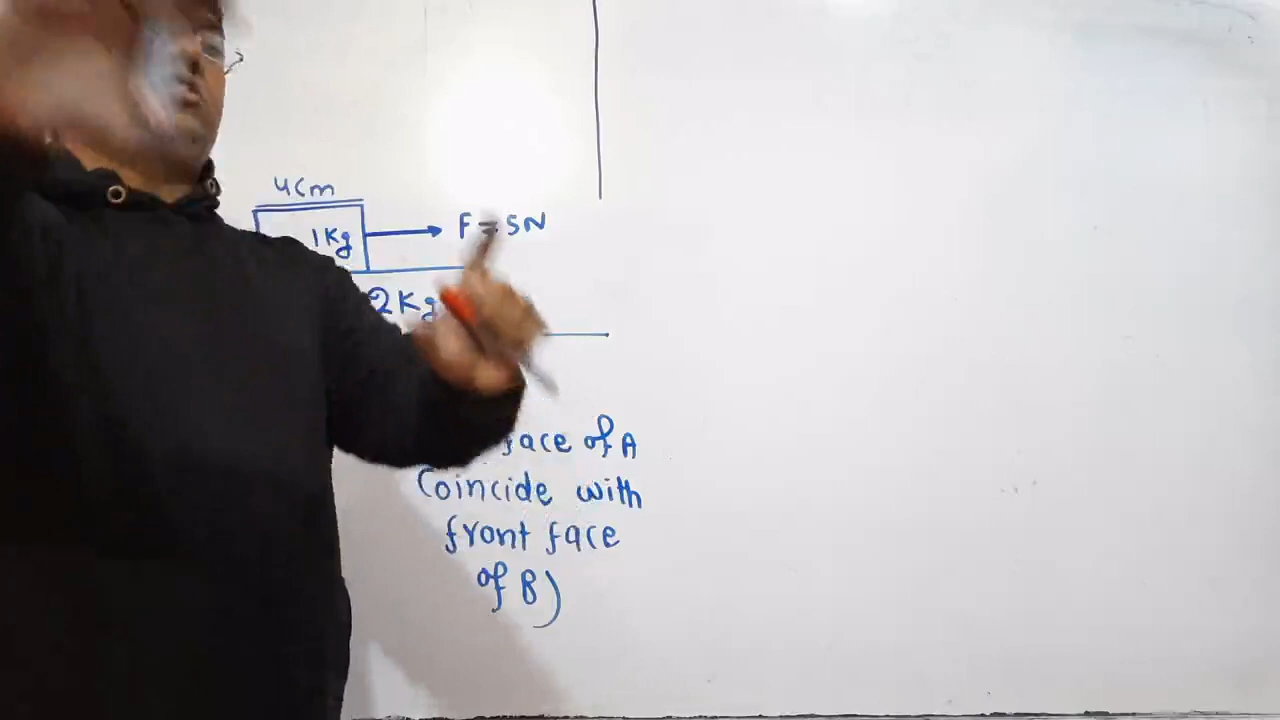 4cm
1Kg
F = 5N
2Kg
face of A
Coincide with
front face
of B)